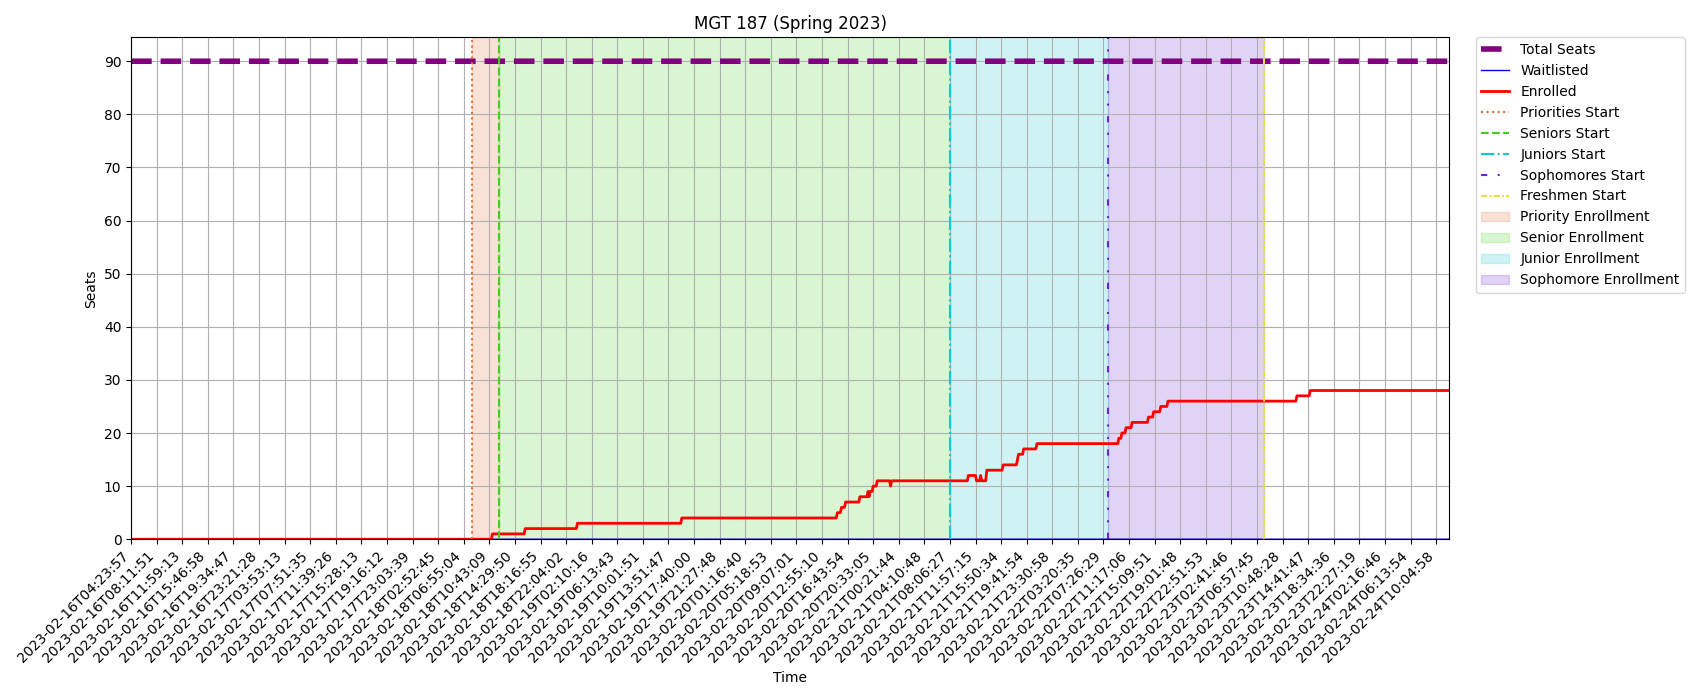 MGT 187 (Spring 2023)
90
80
70
60
50
40
30
20
10
0
Seats
2023-02-16T04:23:57
2023-02-16T08:11:51
2023-02-16T11:59:13
2023-02-16T15:46:58
2023-02-16T19:34:47
2023-02-16T23:21:28
2023-02-17T03:53:13
2023-02-17T07:51:35
2023-02-17T11:39:26
2023-02-17T15:28:13
2023-02-17T19:16:12
2023-02-17T23:03:39
2023-02-18T02:52:45
2023-02-18T06:55:04
2023-02-18T10:43:09
2023-02-18T14:29:50
2023-02-18T18:16:55
2023-02-18T22:04:02
2023-02-19T02:10:16
2023-02-19T06:13:43
2023-02-19T10:01:51
2023-02-19T13:51:47
2023-02-19T17:40:00
2023-02-19T21:27:48
2023-02-20T01:16:40
2023-02-20T05:18:53
2023-02-20T09:07:01
2023-02-20T12:55:10
2023-02-20T16:43:54
2023-02-20T20:33:05
2023-02-21T00:21:44
2023-02-21T04:10:48
2023-02-21T08:06:27
2023-02-21T11:57:15
2023-02-21T15:50:34
2023-02-21T19:41:54
2023-02-21T23:30:58
2023-02-22T03:20:35
2023-02-22T07:26:29
2023-02-22T11:17:06
2023-02-22T15:09:51
2023-02-22T19:01:48
2023-02-22T22:51:53
2023-02-23T02:41:46
2023-02-23T06:57:45
2023-02-23T10:48:28
2023-02-23T14:41:47
2023-02-23T18:34:36
2023-02-23T22:27:19
2023-02-24T02:16:46
2023-02-24T06:13:54
2023-02-24T10:04:58
Time
Total Seats
Waitlisted
Enrolled
Priorities Start
Seniors Start
Juniors Start
Sophomores Start
Freshmen Start
Priority Enrollment
Senior Enrollment
Junior Enrollment
Sophomore Enrollment